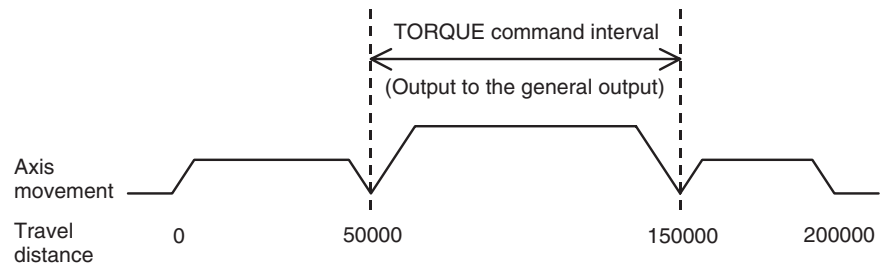 TORQUE command interval
(Output to the general output)
Axis
movement
Travel
distance
0 50000 150000 200000